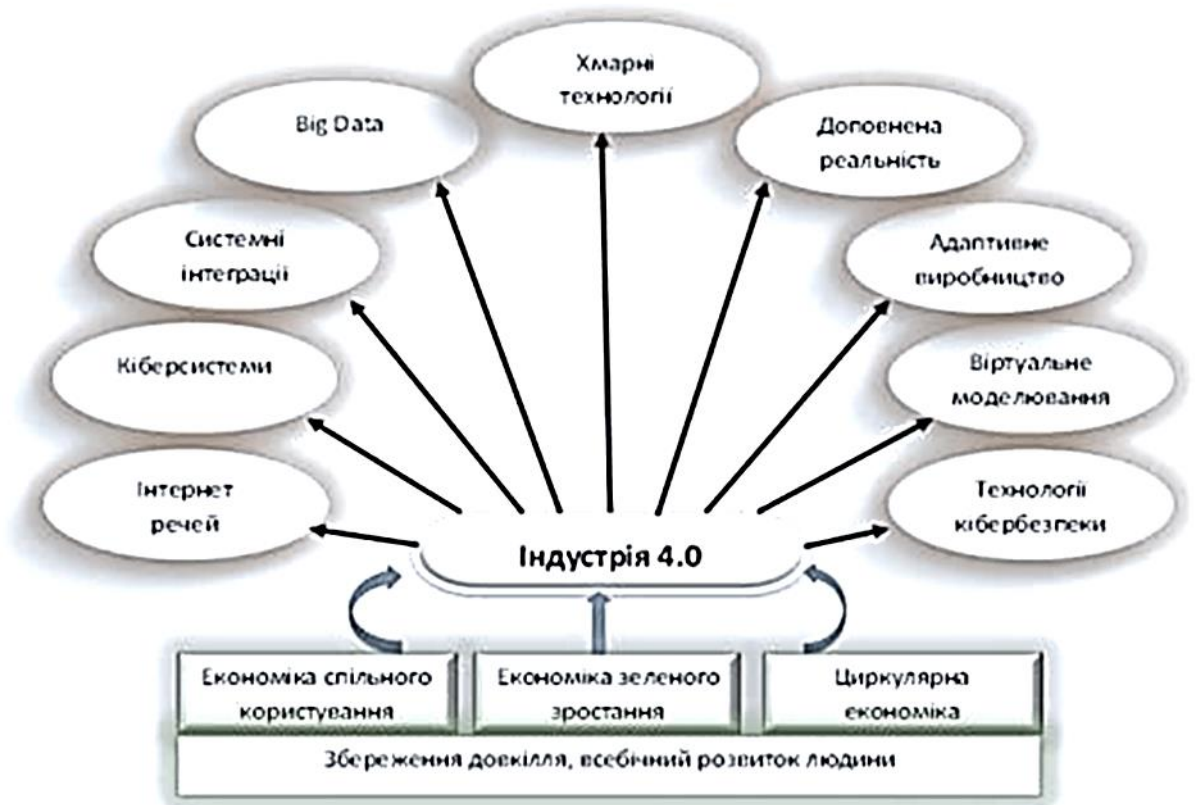 Хмарні
технології
Big Data
Доповнена
реальність
Системні
інтеграції
Адаптивне
виробництво
Кіберсистеми
Віртуальне
моделювання
Інтернет
речей
Технології
кібербезпеки
Індустрія 4.0
Економіка спільного
користування
Економіка зеленого
зростання
Циркулярна
економіка
Збереження довкілля, всебічний розвиток людини